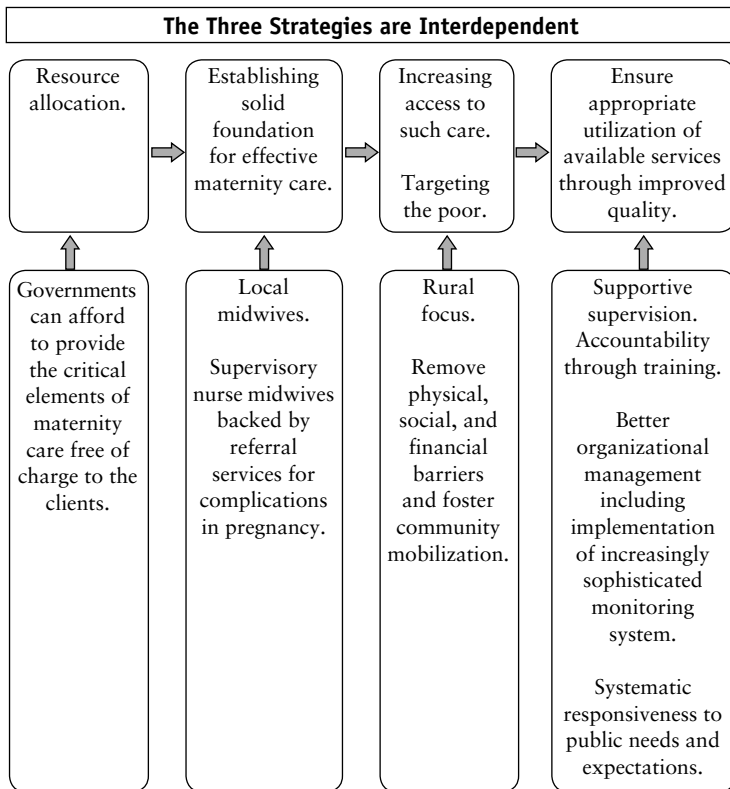 The Three Strategies are Interdependent
Resource
allocation.
Establishing
solid
foundation
for effective
maternity care.
Increasing
access to
such care.
Targeting
the poor.
Ensure
appropriate
utilization of
available services
through improved
quality.
Governments
can afford
to provide
the critical
elements of
maternity
care free of
charge to the
clients.
Local
midwives.
Supervisory
nurse midwives
backed by
referral
services for
complications
in pregnancy.
Rural
focus.
Remove
physical,
social, and
financial
barriers
and foster
community
mobilization.
Supportive
supervision.
Accountability
through training.
Better
organizational
management
including
implementation
of increasingly
sophisticated
monitoring
system.
Systematic
responsiveness to
public needs and
expectations.